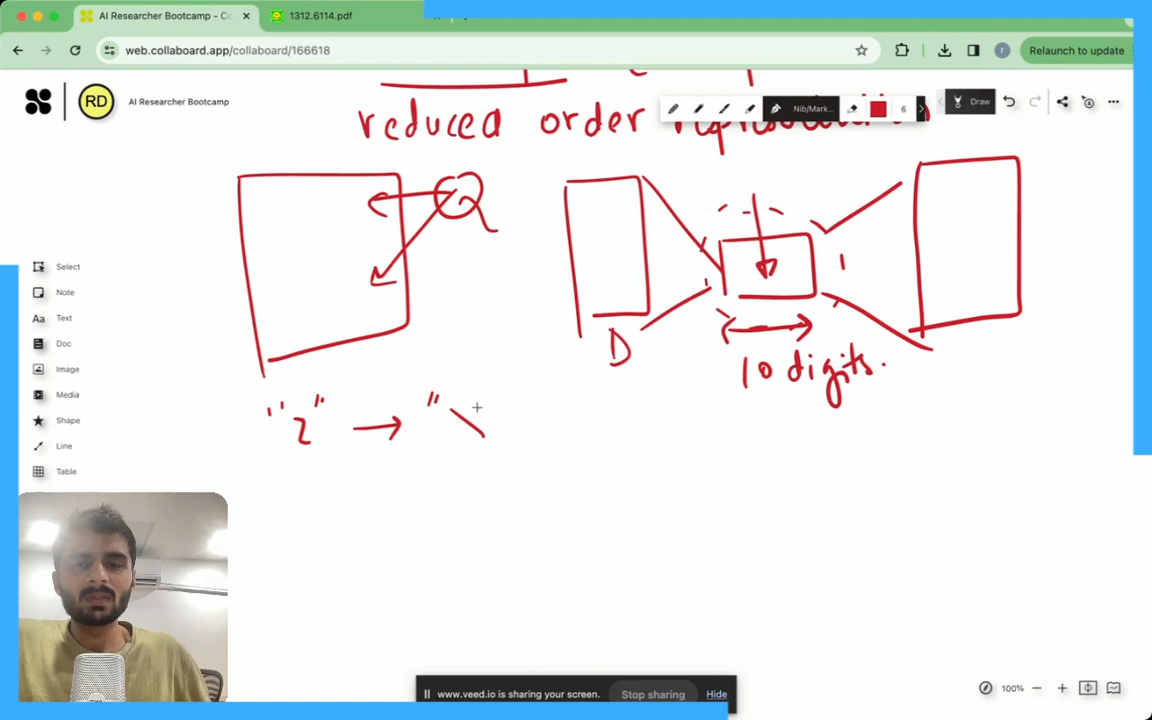 AI Researcher Bootcamp - Co
1312.6114.pdf
web.collaboard.app/collaboard/166618
Relaunch to update
RD
AI Researcher Bootcamp
Nib/Mark...
6
Draw
reduced order
Q
D
10 digits.
"2" → "
Select
Note
Aa Text
Doc
Image
Media
Shape
Line
Table
www.veed.io is sharing your screen.
Stop sharing
Hide
100%